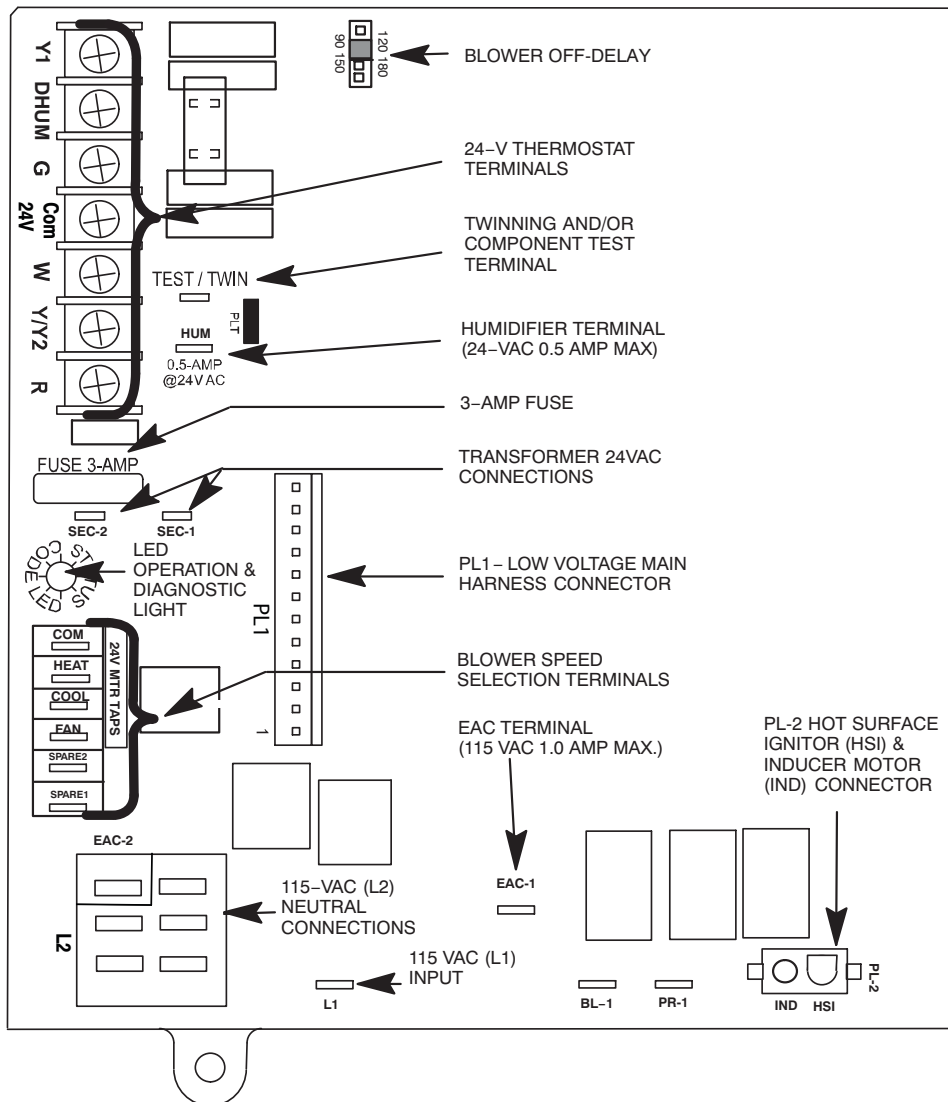 Y1
DHUM
G
Com
24V
W
Y/Y2
R
120 180
90 150
BLOWER OFF-DELAY
24–V THERMOSTAT
TERMINALS
TEST / TWIN
TWINNING AND/OR
COMPONENT TEST
TERMINAL
PLT
HUM
0.5-AMP
@24VAC
HUMIDIFIER TERMINAL
(24–VAC 0.5 AMP MAX)
3–AMP FUSE
FUSE 3-AMP
TRANSFORMER 24VAC
CONNECTIONS
SEC-2
SEC-1
STATUS
CODE LED
LED
OPERATION &
DIAGNOSTIC
LIGHT
PL1
1
PL1– LOW VOLTAGE MAIN
HARNESS CONNECTOR
COM
HEAT
COOL
FAN
SPARE2
SPARE1
24V MTR TAPS
BLOWER SPEED
SELECTION TERMINALS
EAC TERMINAL
(115 VAC 1.0 AMP MAX.)
PL-2 HOT SURFACE
IGNITOR (HSI) &
INDUCER MOTOR
(IND) CONNECTOR
EAC-2
L2
115–VAC (L2)
NEUTRAL
CONNECTIONS
EAC-1
115 VAC (L1)
INPUT
L1
BL–1
PR-1
IND
HSI
PL-2